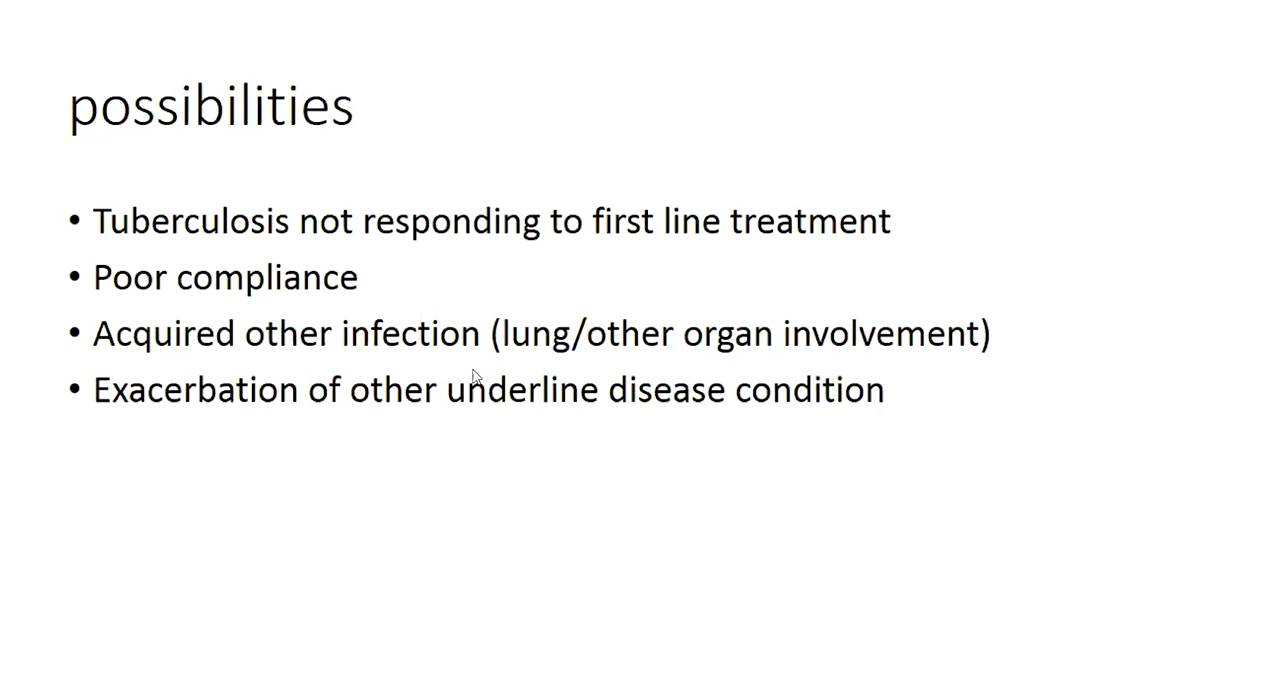 possibilities
• Tuberculosis not responding to first line treatment
• Poor compliance
• Acquired other infection (lung/other organ involvement)
• Exacerbation of other underline disease condition